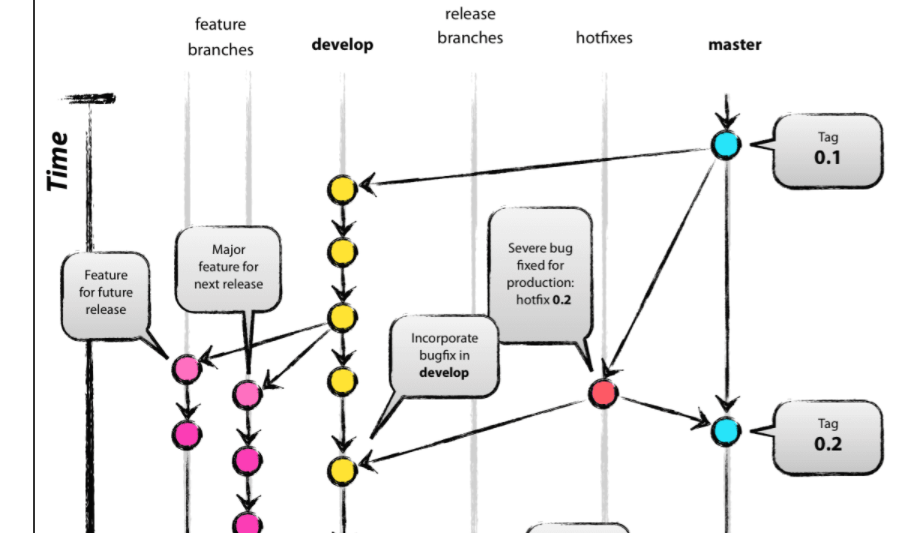 feature
branches
develop
release
branches
hotfixes
master
Time
Tag
0.1
Major
feature for
next release
Severe bug
fixed for
production:
hotfix 0.2
Feature
for future
release
Incorporate
bugfix in
develop
Tag
0.2